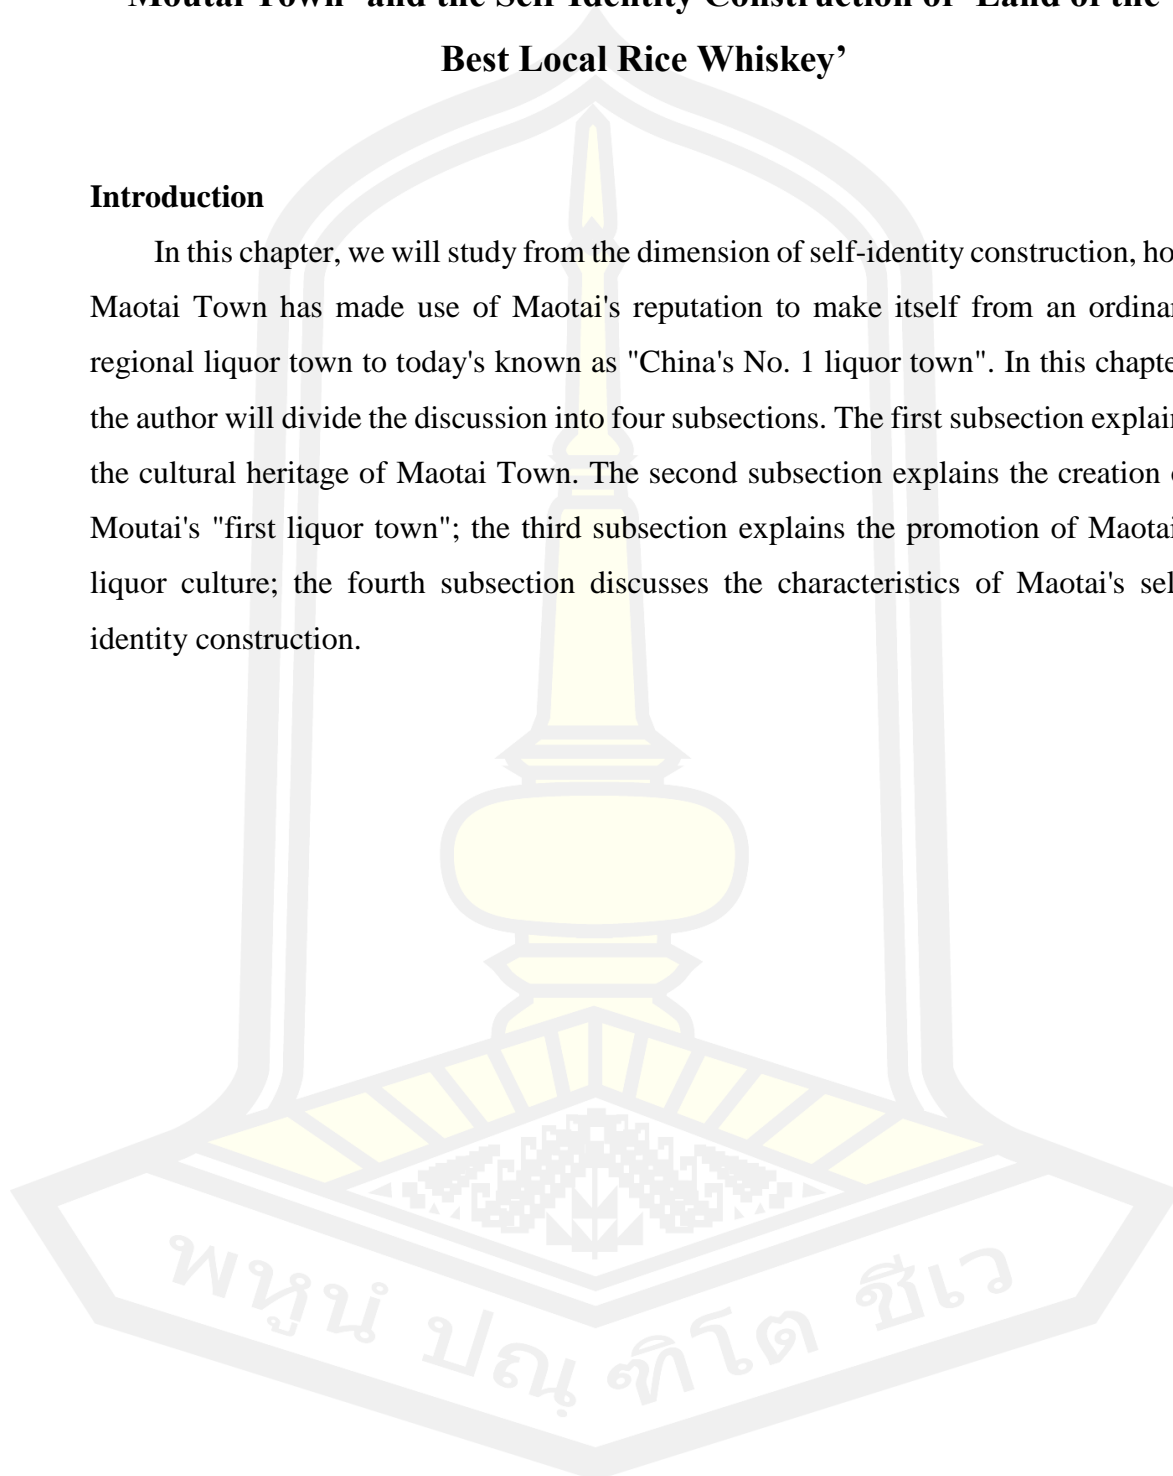 Moutai Town’ and the Self-Identity Construction of ‘Land of the
Best Local Rice Whiskey’
Introduction
In this chapter, we will study from the dimension of self-identity construction, ho
Maotai Town has made use of Maotai's reputation to make itself from an ordinar
regional liquor town to today's known as "China's No. 1 liquor town". In this chapte
the author will divide the discussion into four subsections. The first subsection explain
the cultural heritage of Maotai Town. The second subsection explains the creation
Moutai's "first liquor town"; the third subsection explains the promotion of Maotai
liquor culture; the fourth subsection discusses the characteristics of Maotai's sel
identity construction.
พหูนํ ปณฺฑิโต ชีเว